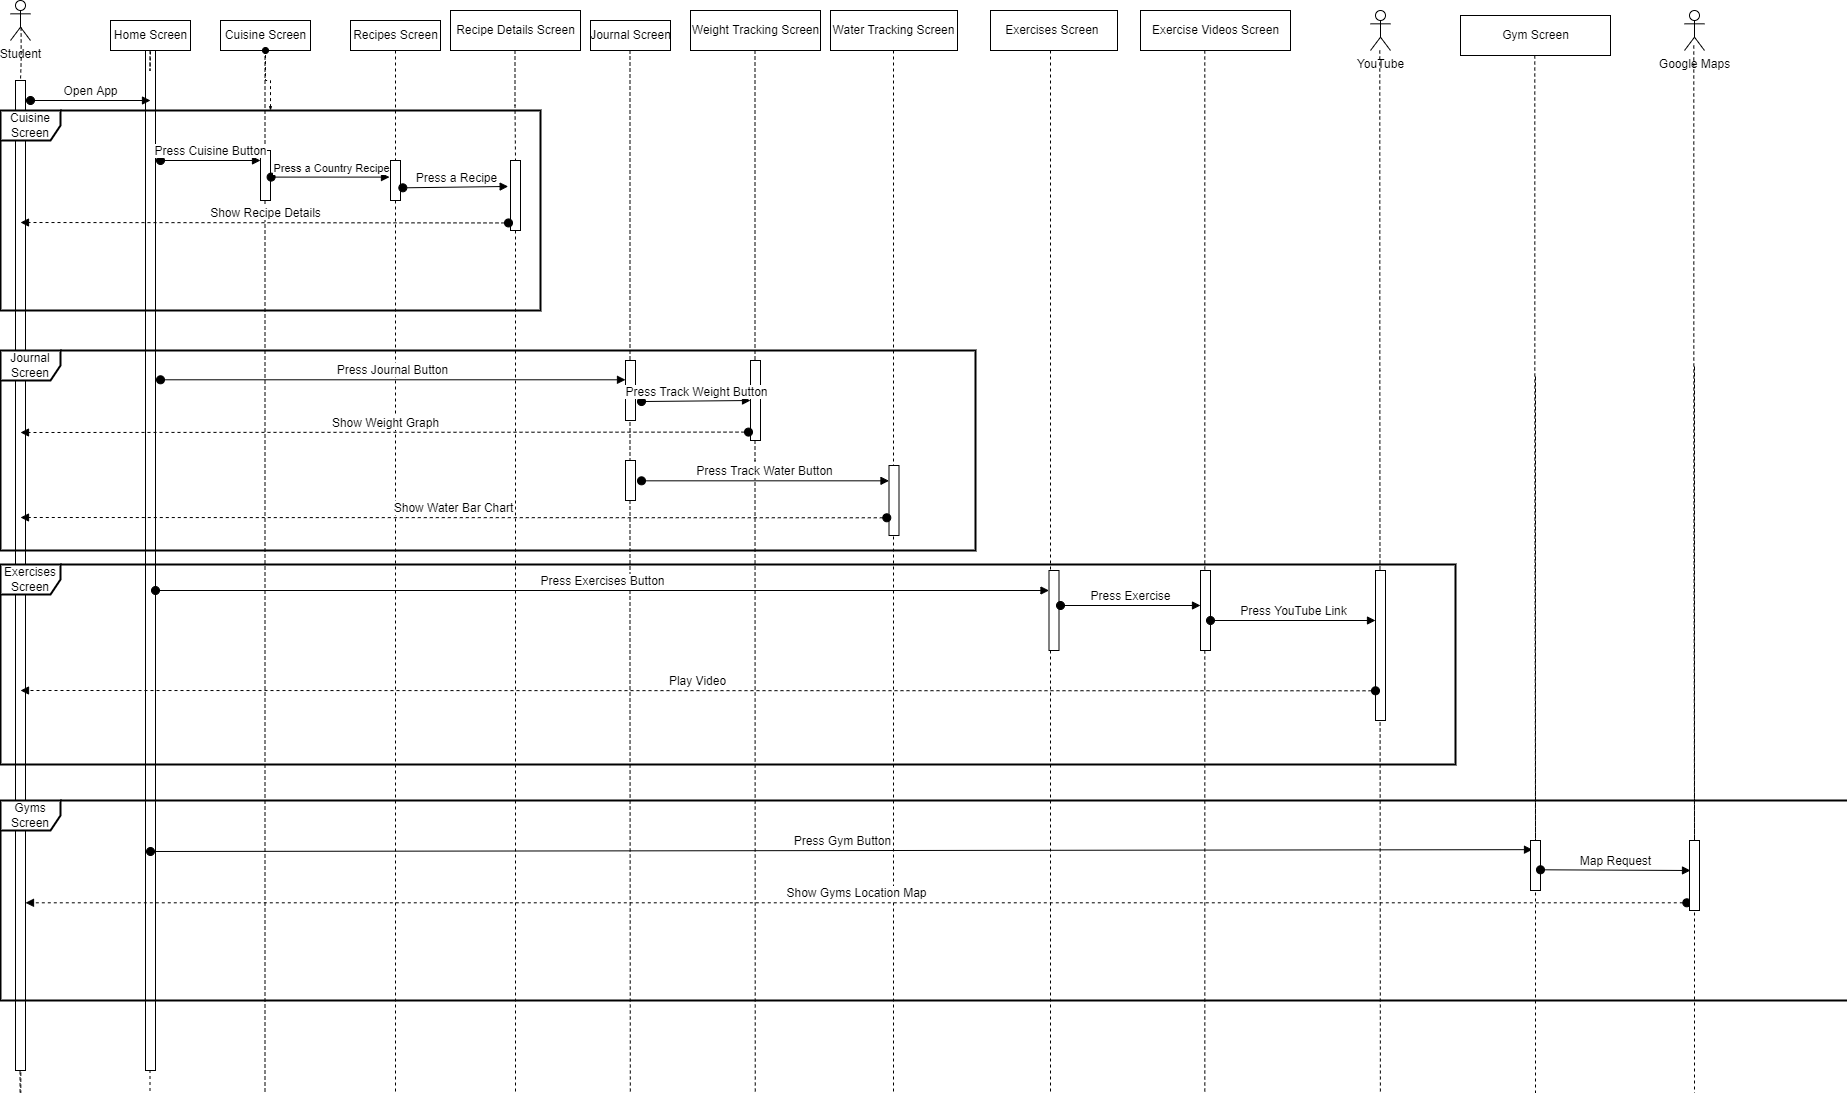 Student
Home Screen
Cuisine Screen
Recipes Screen
Recipe Details Screen
Journal Screen
Weight Tracking Screen
Water Tracking Screen
Exercises Screen
Exercise Videos Screen
YouTube
Gym Screen
Google Maps
Open App
Cuisine
Screen
Press Cuisine Button
Press a Country Recipe
Press a Recipe
Show Recipe Details
Journal
Screen
Press Journal Button
Press Track Weight Button
Show Weight Graph
Press Track Water Button
Show Water Bar Chart
Exercises
Screen
Press Exercises Button
Press Exercise
Press YouTube Link
Play Video
Gyms
Screen
Press Gym Button
Map Request
Show Gyms Location Map